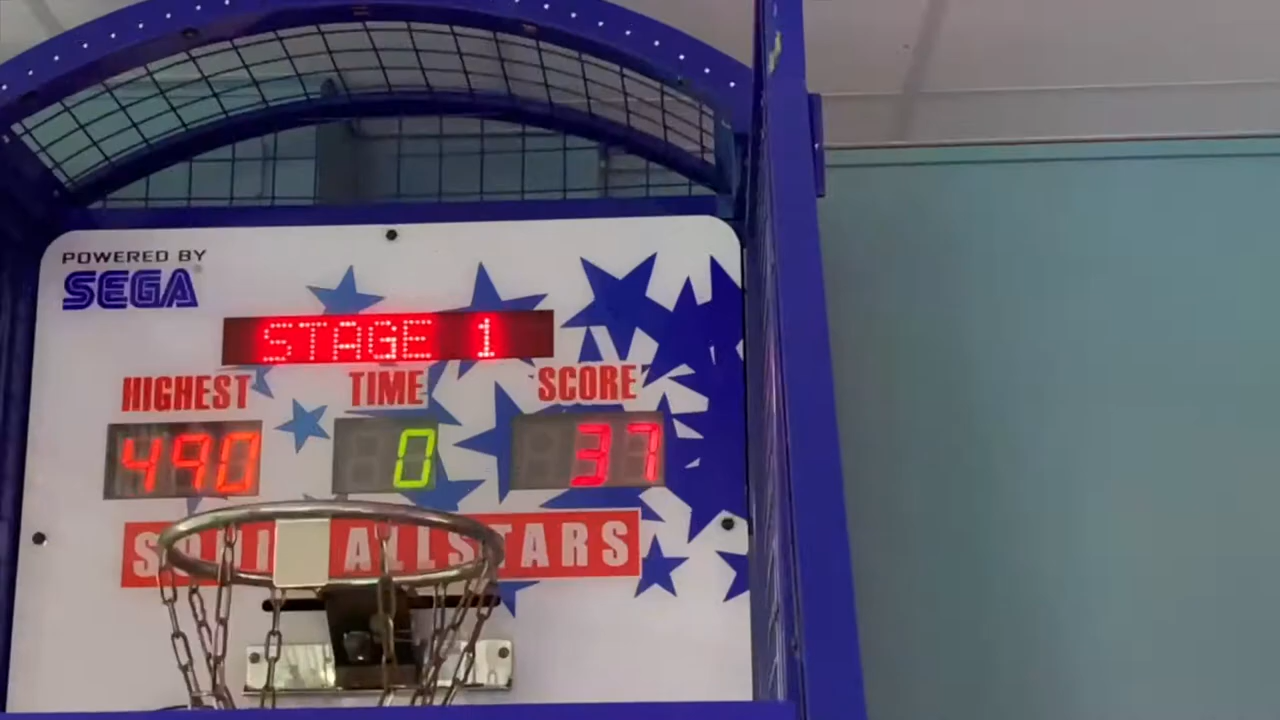 POWERED BY
SEGA
STAGE 1
HIGHEST TIME SCORE
490 0 37
ALLSTARS